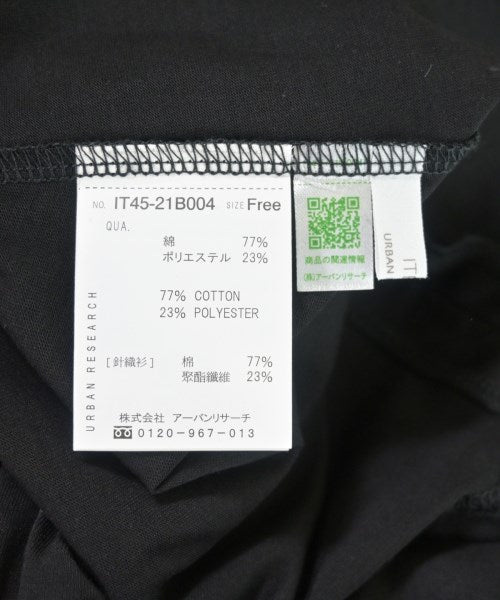 NO. IT45-21B004 SIZE Free
QUA.
綿 77%
ポリエステル 23%
77% COTTON
23% POLYESTER
[針織衫] 棉 77%
聚酯纖維 23%
URBAN RESEARCH
株式会社 アーバンリサーチ
0120-967-013
商品の関連情報
(株)アーバンリサーチ
IT
URBAN